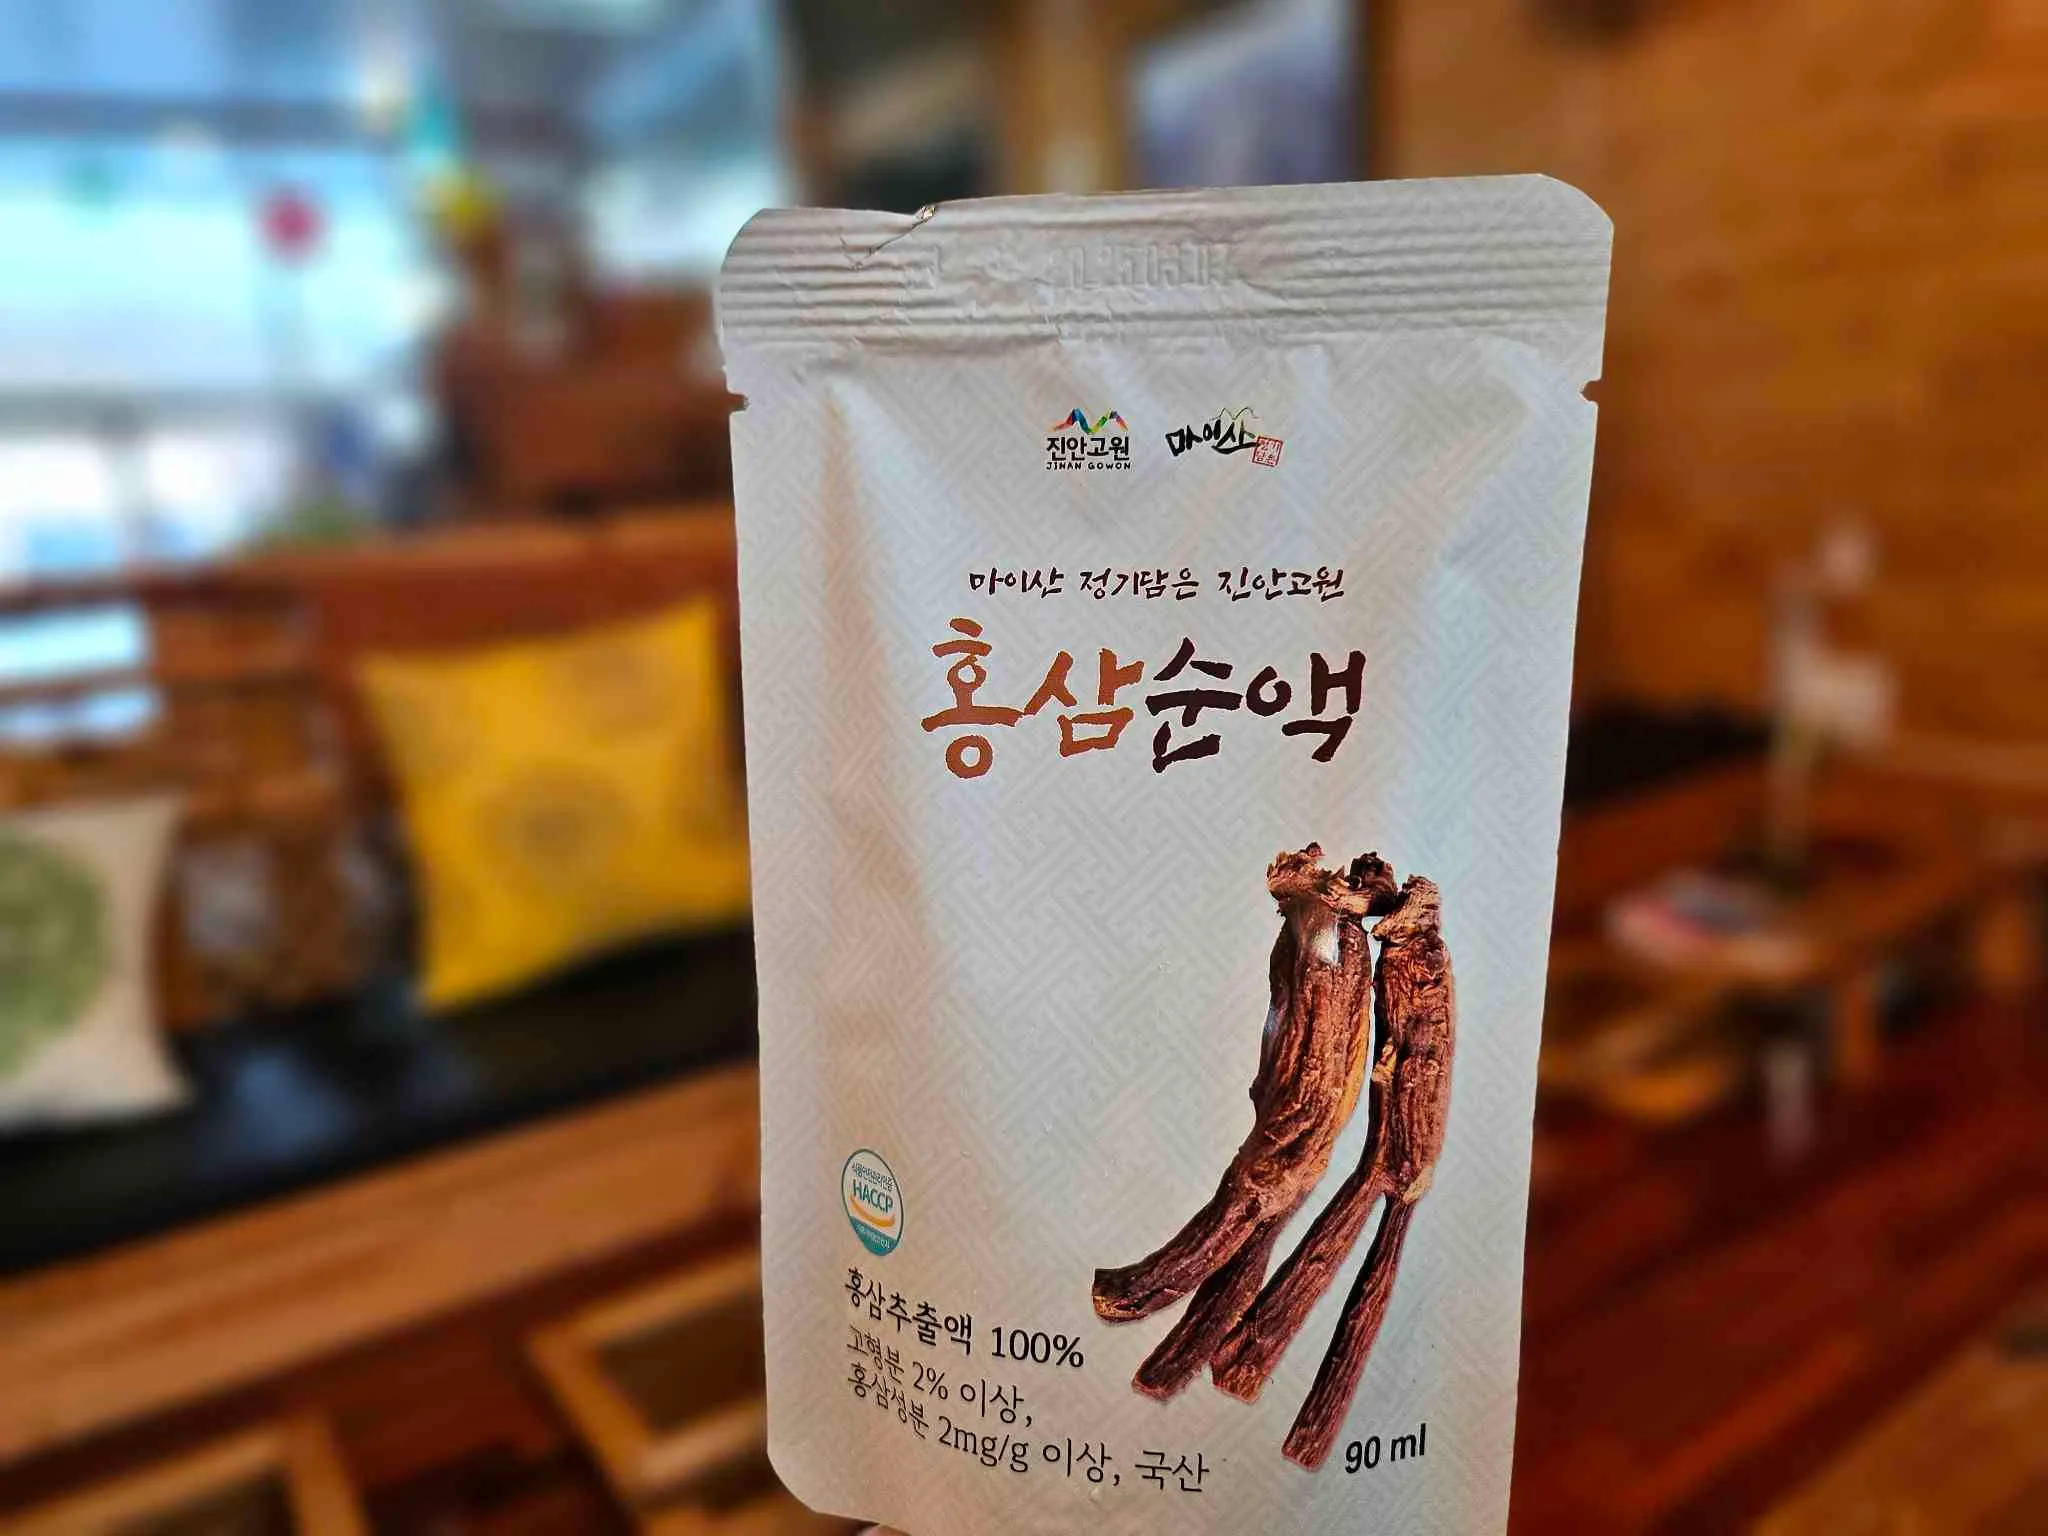 진안고원
JINAN GOWON
마이산
마이산 정기담은 진안고원
홍삼순액
HACCP
홍삼추출액 100%
고형분 2% 이상,
홍삼성분 2mg/g 이상, 국산
90 ml